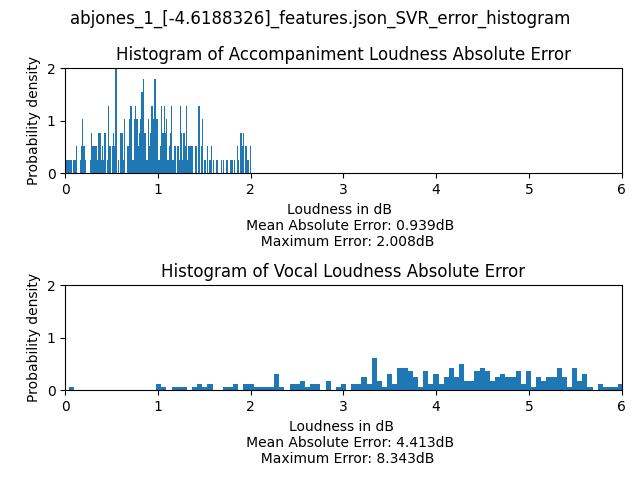 abjones_1_[-4.6188326]_features.json_SVR_error_histogram
Histogram of Accompaniment Loudness Absolute Error
Probability density
2
1
0
0 1 2 3 4 5 6
Loudness in dB
Mean Absolute Error: 0.939dB
Maximum Error: 2.008dB
Histogram of Vocal Loudness Absolute Error
Probability density
2
1
0
0 1 2 3 4 5 6
Loudness in dB
Mean Absolute Error: 4.413dB
Maximum Error: 8.343dB